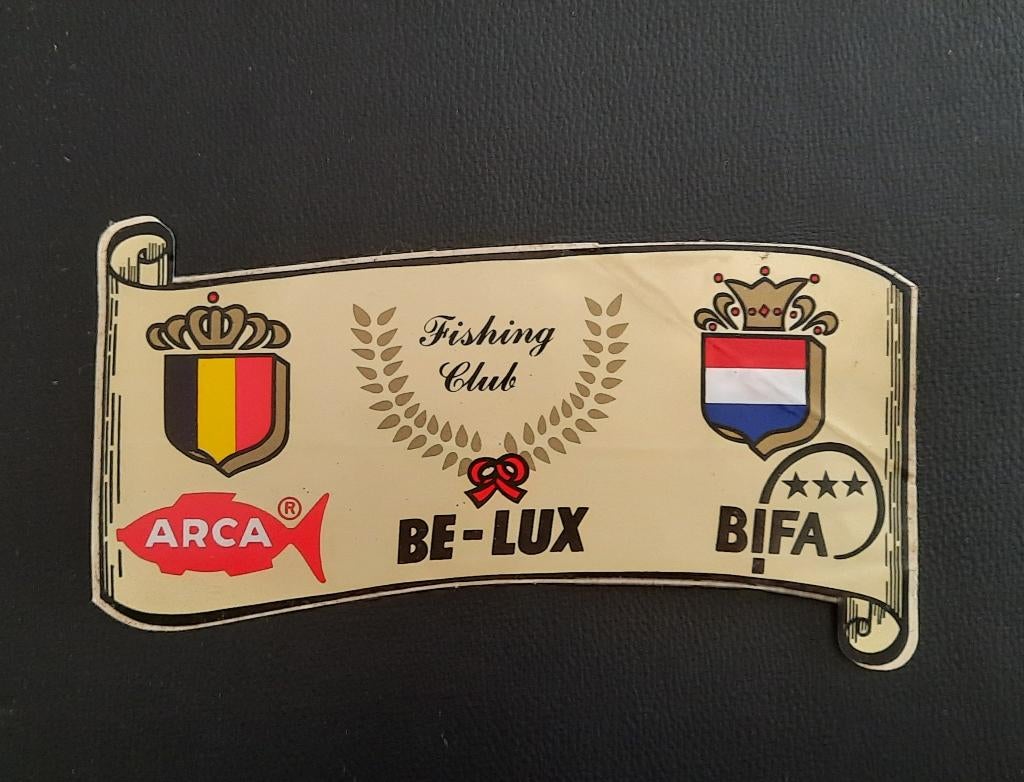 Fishing
Club
ARCA ®
BE-LUX
BIFA